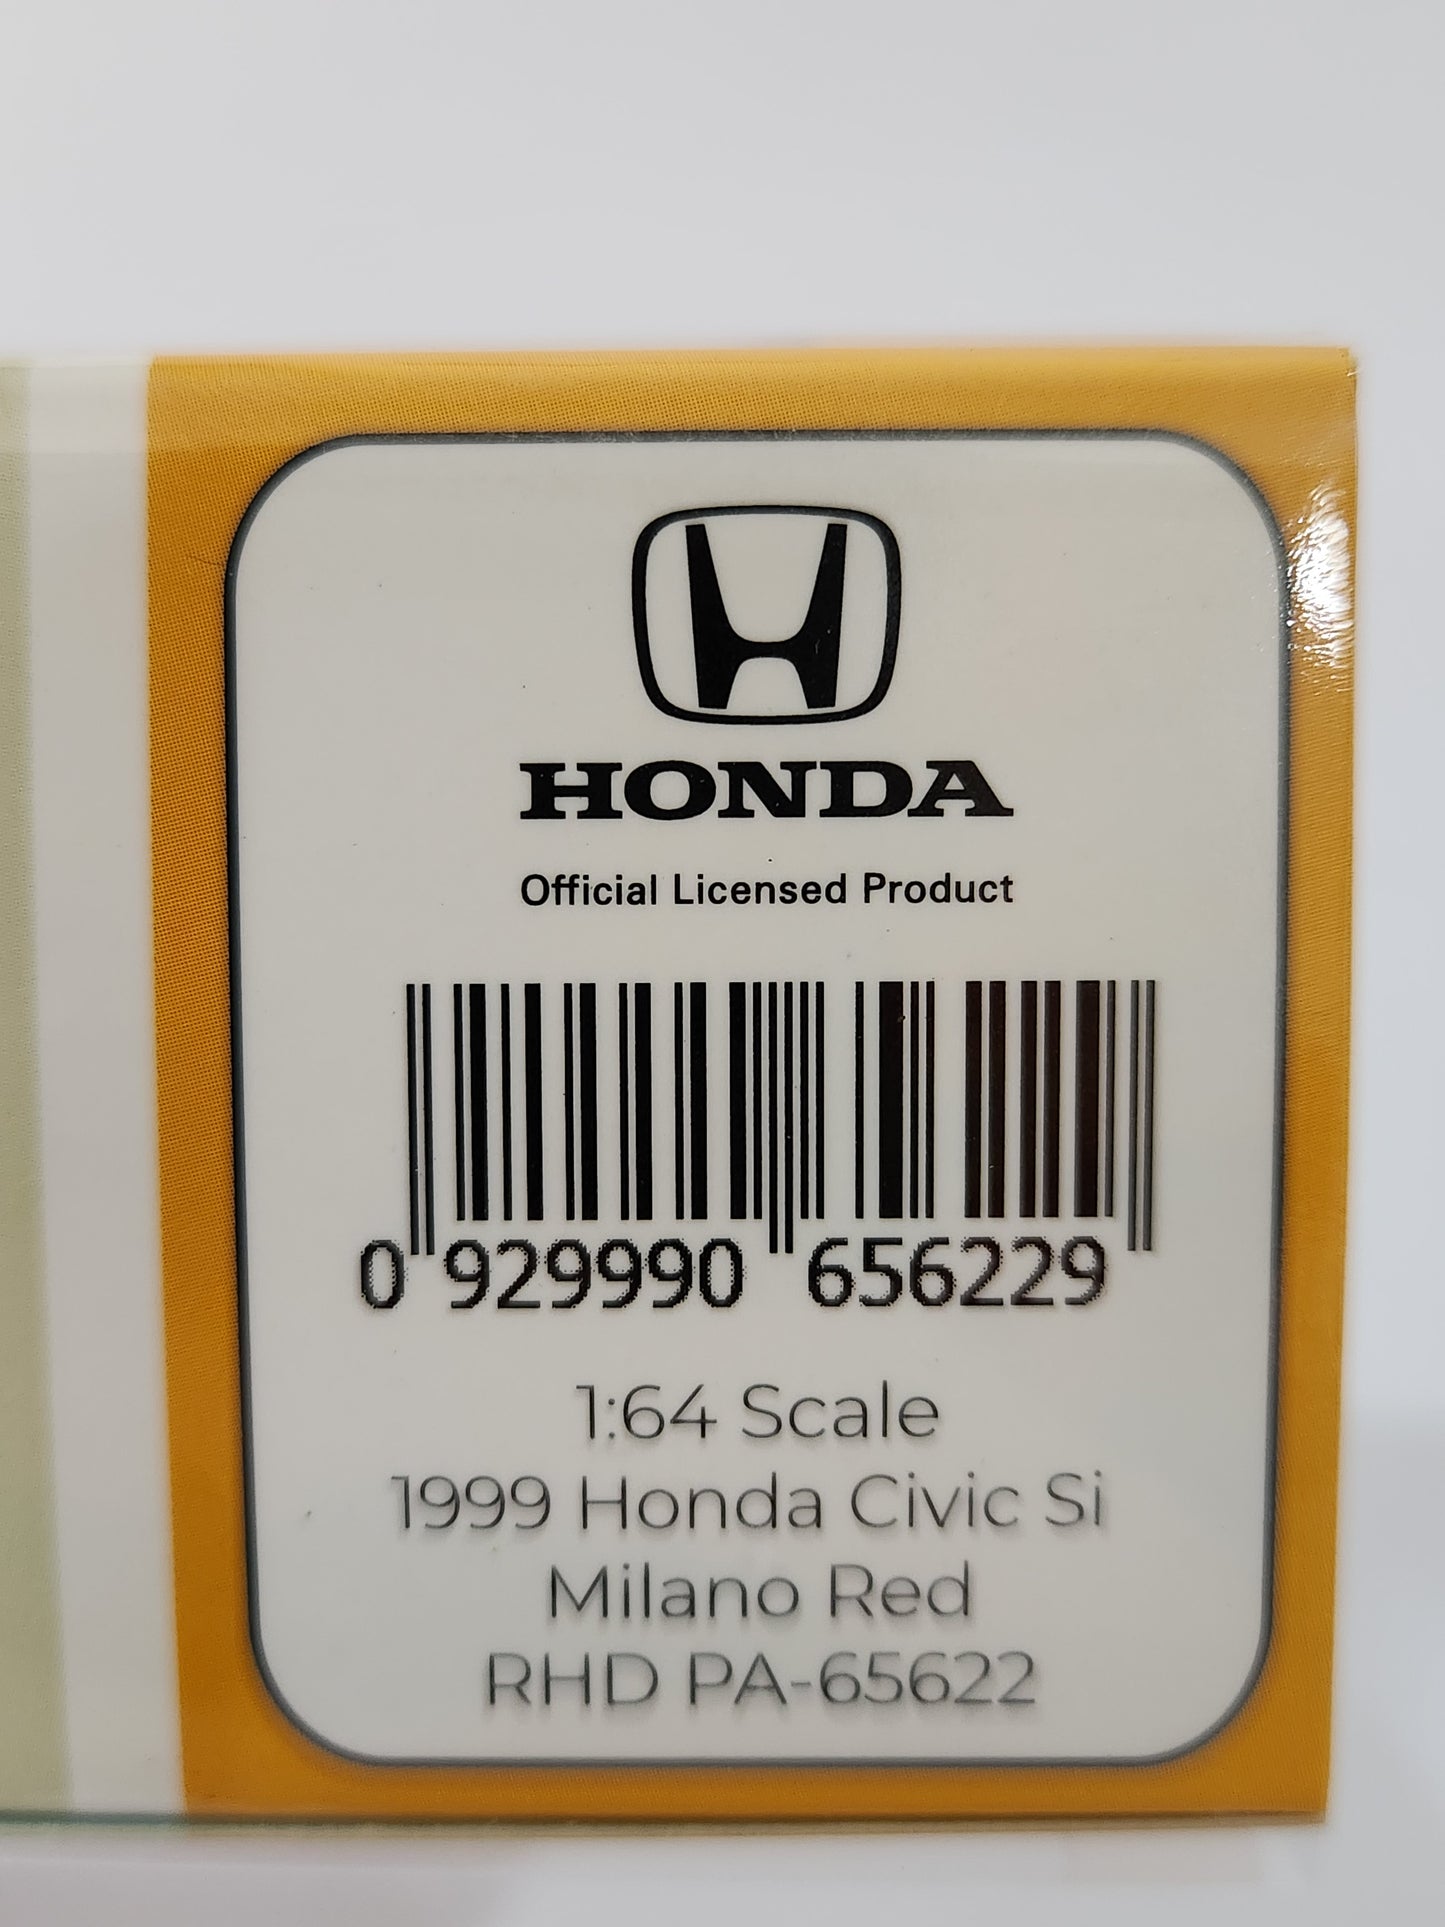 HONDA
Official Licensed Product
0 929990 656229
1:64 Scale
1999 Honda Civic Si
Milano Red
RHD PA-65622